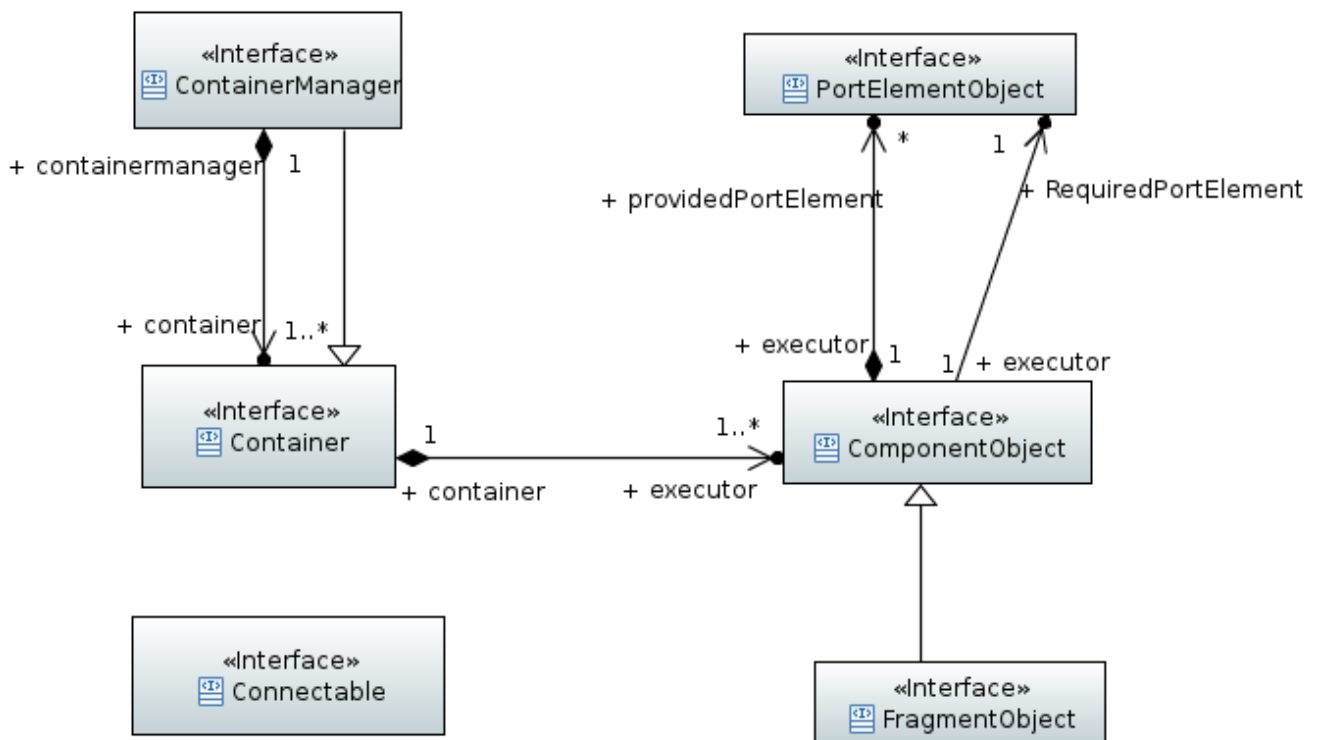 «Interface»
ContainerManager
«Interface»
PortElementObject
+ containermanager
1
*
1
+ providedPortElement
+ RequiredPortElement
+ container
1..*
+ executor
1
1
+ executor
«Interface»
Container
1
1..*
«Interface»
ComponentObject
+ container
+ executor
«Interface»
Connectable
«Interface»
FragmentObject